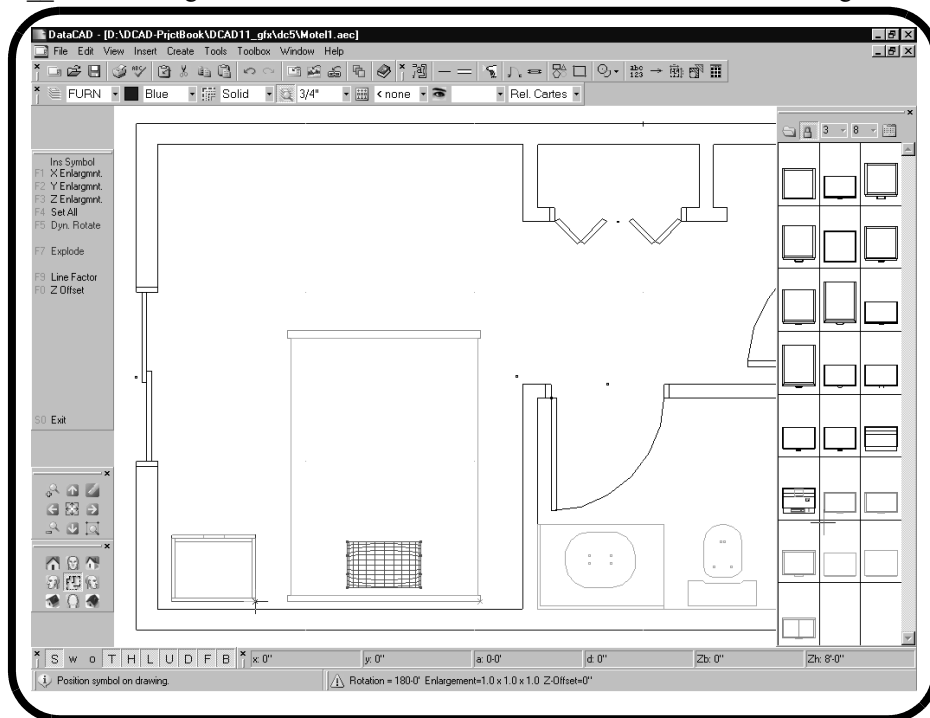 DataCAD - [D:\DCAD-PrjctBook\DCAD11_gfx\dc5\Motel1.aec]
File Edit View Insert Create Tools Toolbox Window Help
abc
123
FURN Blue Solid 3/4" < none Rel. Cartes
3 8
Ins Symbol
F1 X Enlargmnt.
F2 Y Enlargmnt.
F3 Z Enlargmnt.
F4 Set All
F5 Dyn. Rotate
F7 Explode
F9 Line Factor
F0 Z Offset
S0 Exit
S w o T H L U D F B x: 0" y: 0" a: 0-0' d: 0" Zb: 0" Zh: 8'-0"
Position symbol on drawing. Rotation = 180-0' Enlargement=1.0 x 1.0 x 1.0 Z-Offset=0"